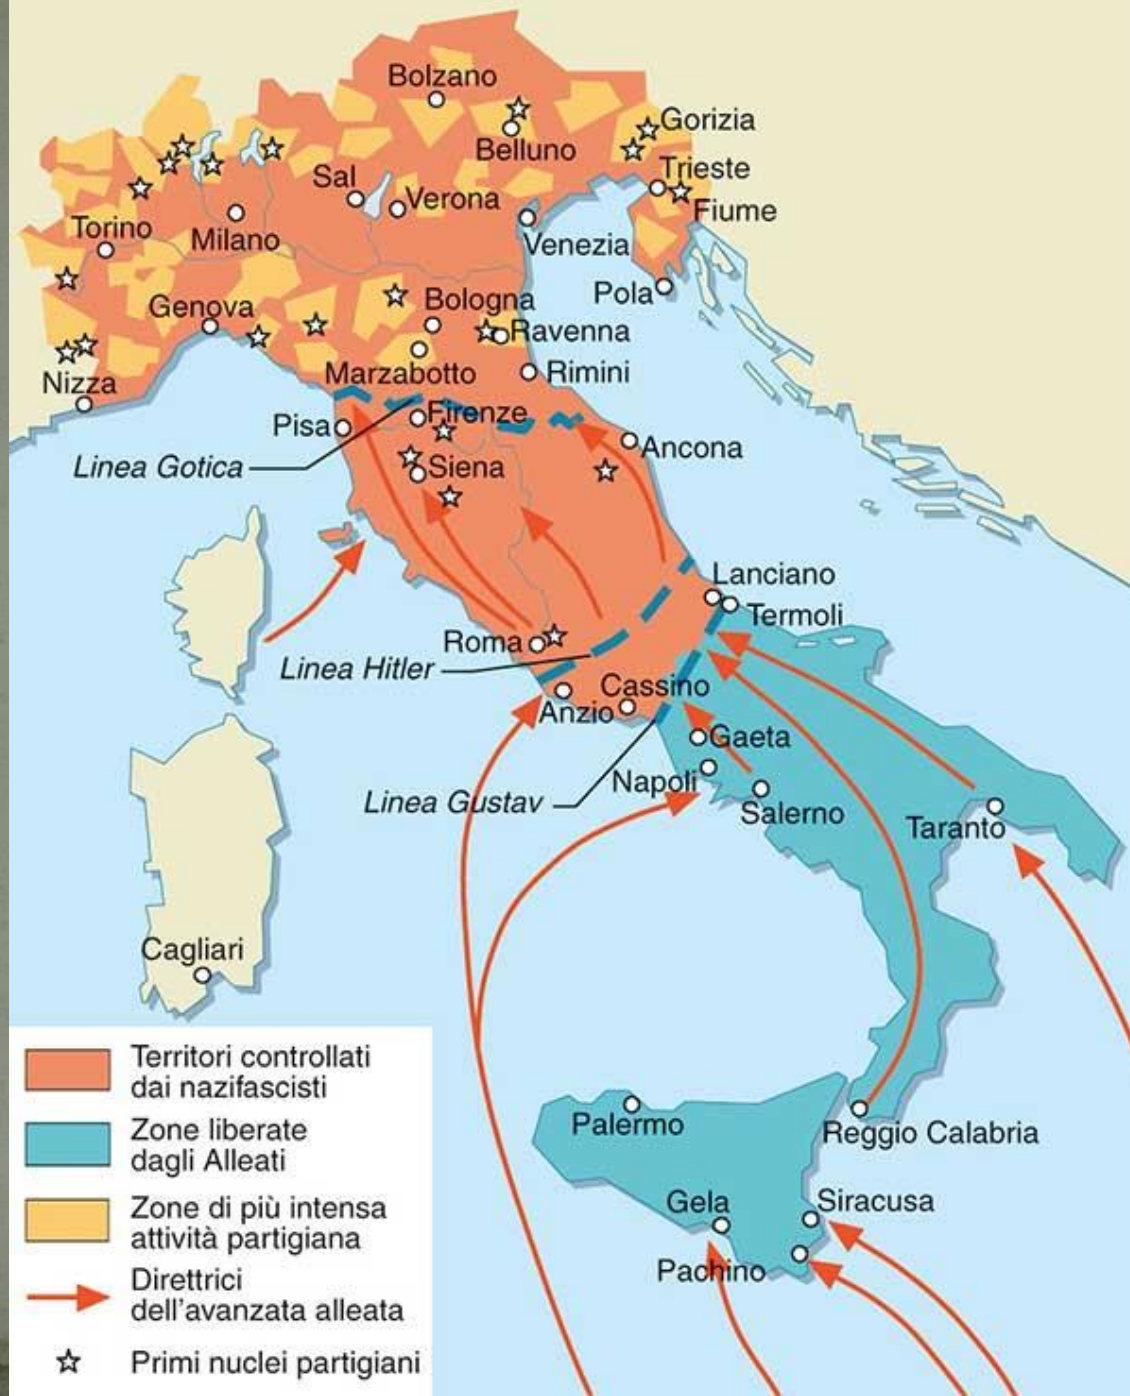 Bolzano
Gorizia
Belluno
Trieste
Sal
Verona
Fiume
Torino
Milano
Venezia
Pola
Genova
Bologna
Ravenna
Marzabotto
Rimini
Nizza
Firenze
Pisa
Ancona
Linea Gotica
Siena
Lanciano
Termoli
Roma
Linea Hitler
Cassino
Anzio
Gaeta
Napoli
Linea Gustav
Salerno
Taranto
Cagliari
Palermo
Reggio Calabria
Gela
Siracusa
Pachino
Territori controllati
dai nazifascisti
Zone liberate
dagli Alleati
Zone di più intensa
attività partigiana
Direttrici
dell'avanzata alleata
Primi nuclei partigiani